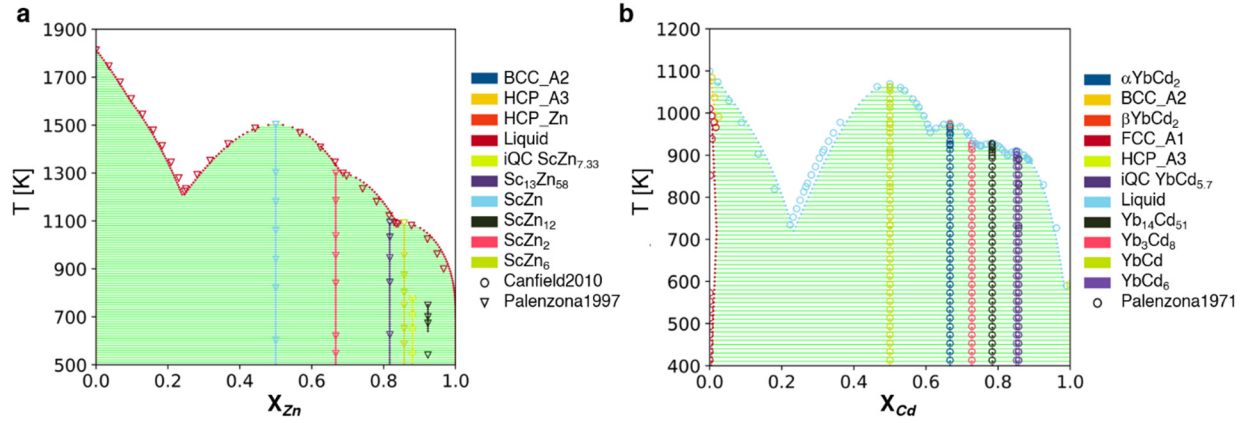 a
1900
1700
1500
1300
1100
900
700
500
T [K]
0.0 0.2 0.4 0.6 0.8 1.0
X_Zn
BCC_A2
HCP_A3
HCP_Zn
Liquid
iQC ScZn7.33
Sc13Zn58
ScZn
ScZn12
ScZn2
ScZn6
Canfield2010
Palenzona1997
b
1200
1100
1000
900
800
700
600
500
400
T [K]
0.0 0.2 0.4 0.6 0.8 1.0
X_Cd
αYbCd2
BCC_A2
βYbCd2
FCC_A1
HCP_A3
iQC YbCd5.7
Liquid
Yb14Cd51
Yb3Cd8
YbCd
YbCd6
Palenzona1971